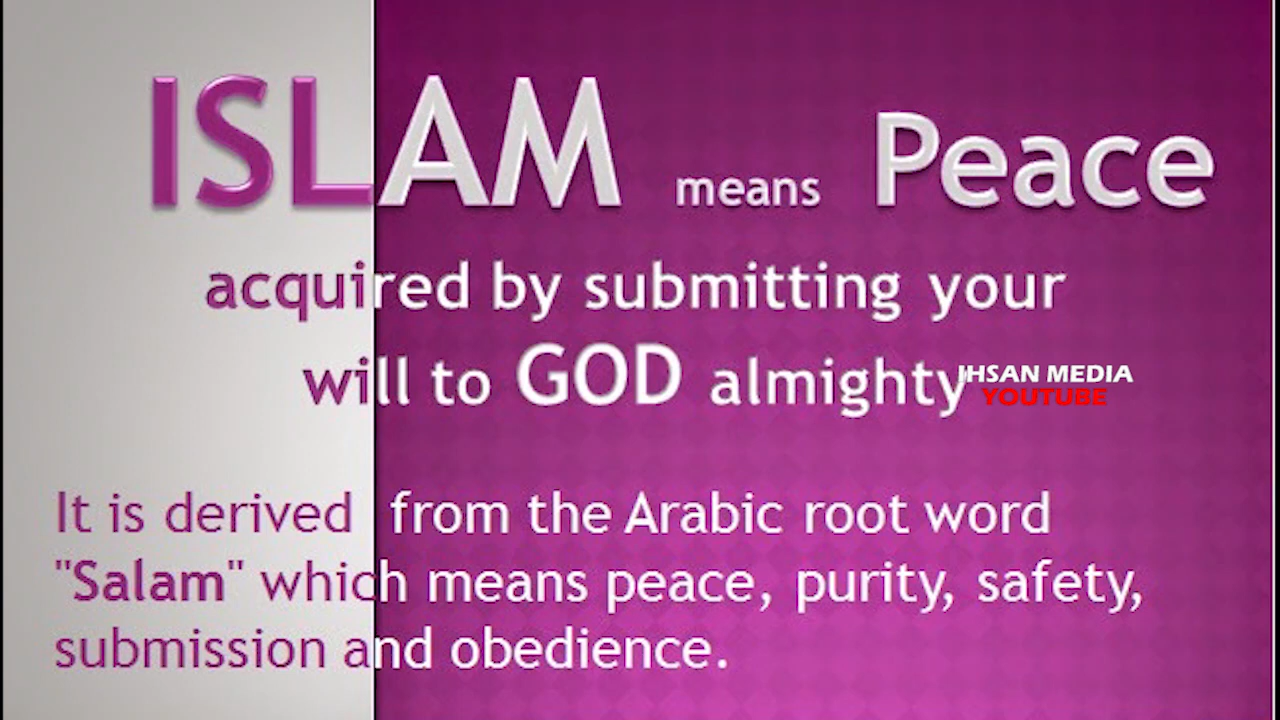 ISLAM means Peace
acquired by submitting your
will to GOD almighty
IHSAN MEDIA
YOUTUBE
It is derived from the Arabic root word
"Salam" which means peace, purity, safety,
submission and obedience.